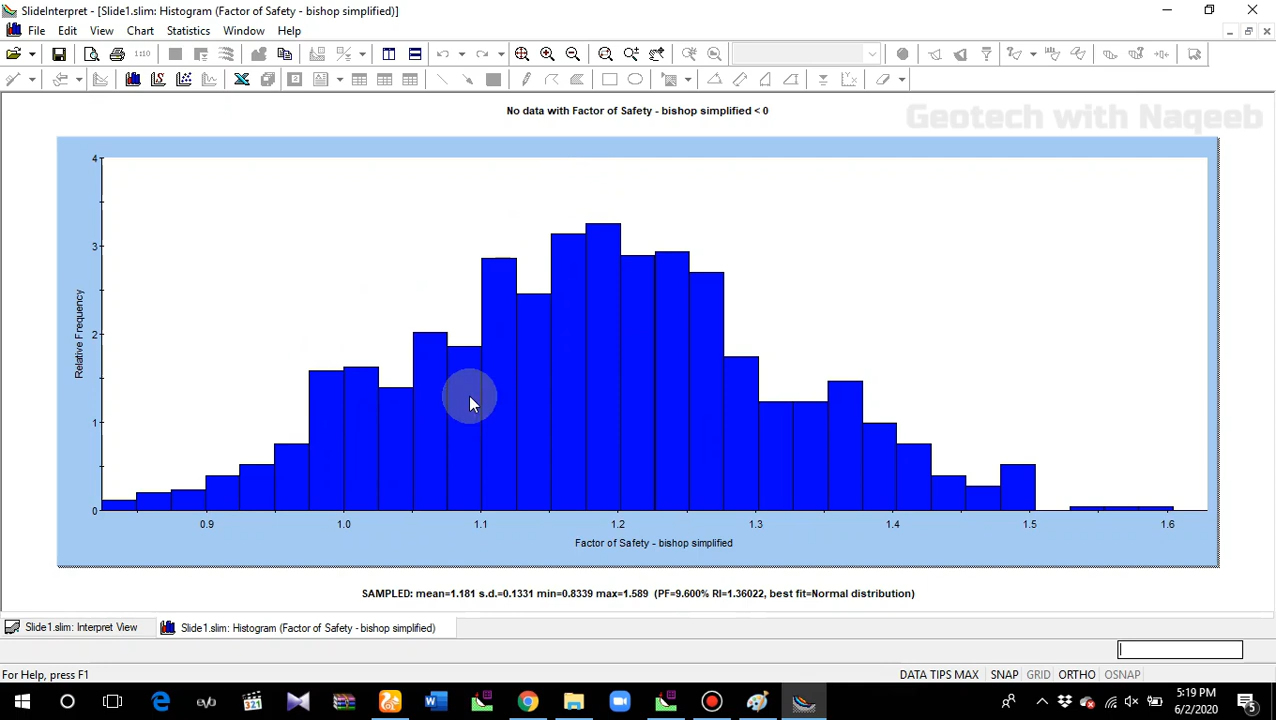 SlideInterpret - [Slide1.slim: Histogram (Factor of Safety - bishop simplified)]
File Edit View Chart Statistics Window Help
1:10
No data with Factor of Safety - bishop simplified < 0
Geotech with Naqeeb
4
3
2
1
0
Relative Frequency
0.9 1.0 1.1 1.2 1.3 1.4 1.5 1.6
Factor of Safety - bishop simplified
SAMPLED: mean=1.181 s.d.=0.1331 min=0.8339 max=1.589 (PF=9.600% RI=1.36022, best fit=Normal distribution)
Slide1.slim: Interpret View Slide1.slim: Histogram (Factor of Safety - bishop simplified)
For Help, press F1 DATA TIPS MAX SNAP GRID ORTHO OSNAP
5:19 PM
6/2/2020
5